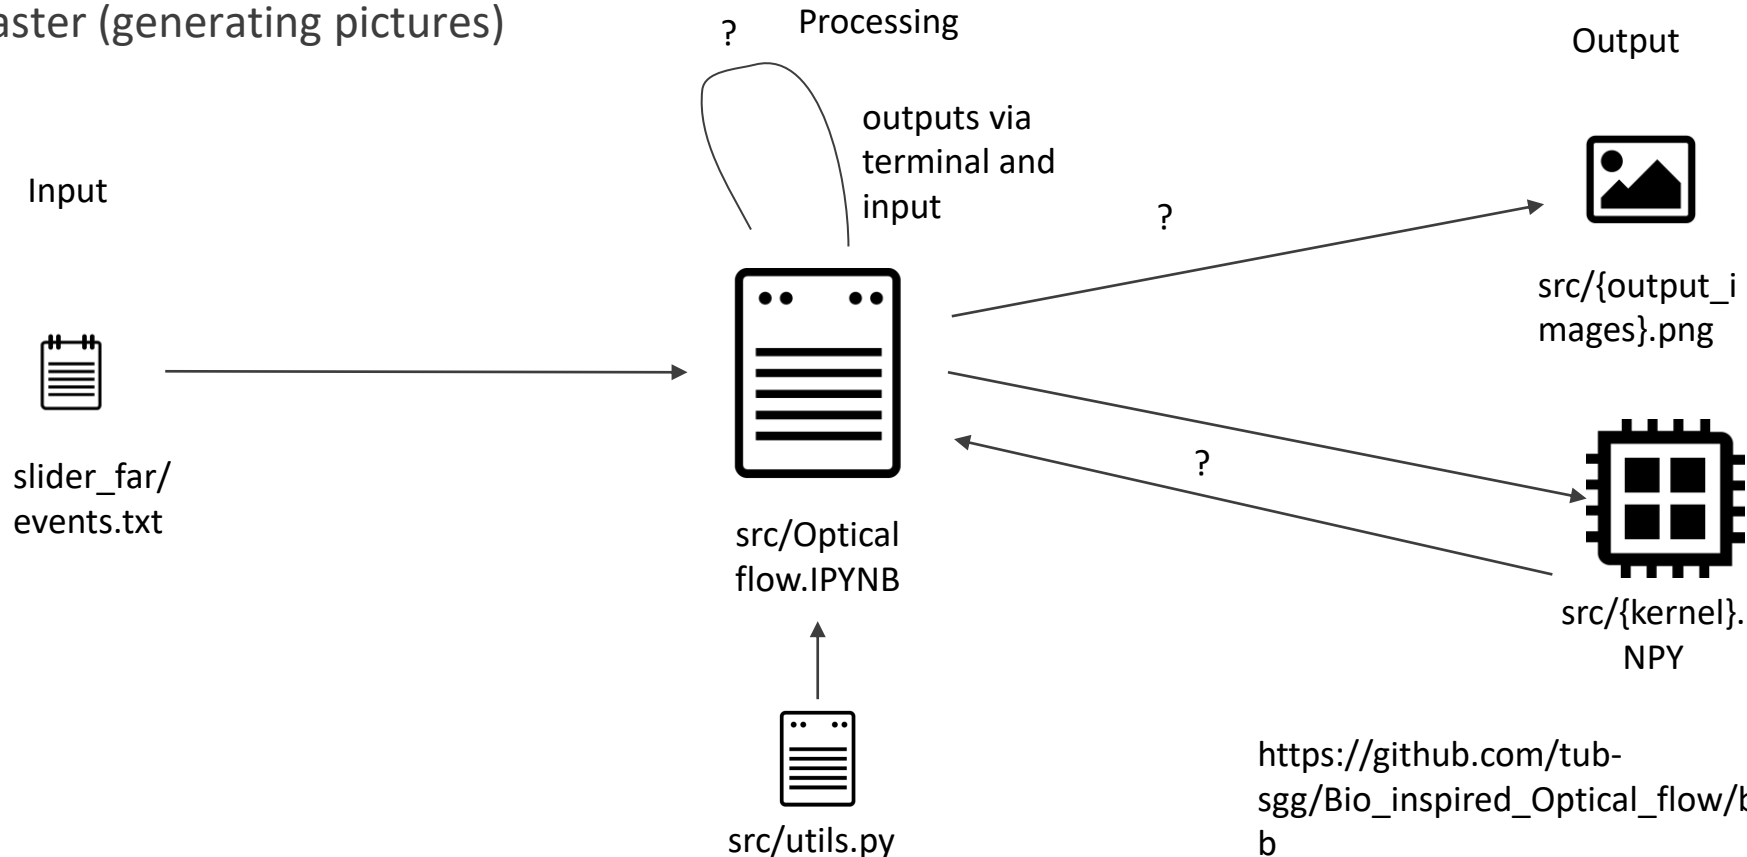 aster (generating pictures)
?
Processing
Output
outputs via
terminal and
input
Input
?
src/{output_i
mages}.png
slider_far/
events.txt
?
src/Optical
flow.IPYNB
src/{kernel}.
NPY
https://github.com/tub-
sgg/Bio_inspired_Optical_flow/b
b
src/utils.py